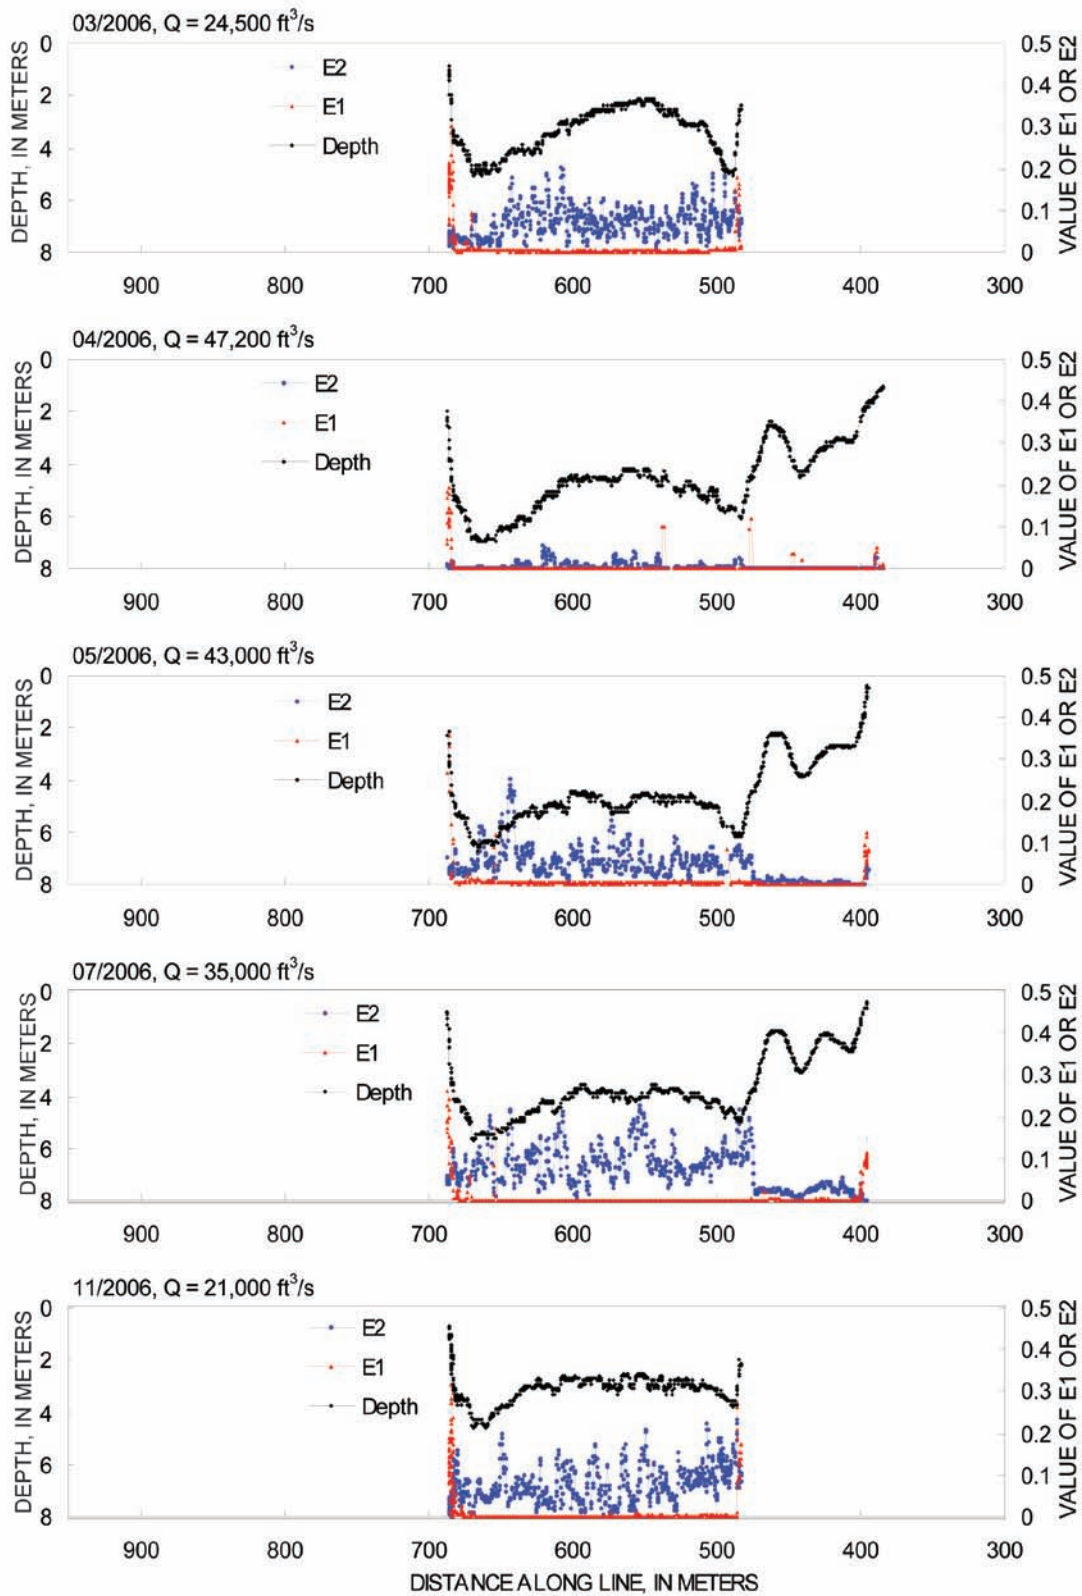 03/2006, Q = 24,500 ft³/s
DEPTH, IN METERS
0
2
4
6
8
E2
E1
Depth
0.5
0.4
0.3
0.2
0.1
0
VALUE OF E1 OR E2
900 800 700 600 500 400 300
04/2006, Q = 47,200 ft³/s
DEPTH, IN METERS
0
2
4
6
8
E2
E1
Depth
0.5
0.4
0.3
0.2
0.1
0
VALUE OF E1 OR E2
900 800 700 600 500 400 300
05/2006, Q = 43,000 ft³/s
DEPTH, IN METERS
0
2
4
6
8
E2
E1
Depth
0.5
0.4
0.3
0.2
0.1
0
VALUE OF E1 OR E2
900 800 700 600 500 400 300
07/2006, Q = 35,000 ft³/s
DEPTH, IN METERS
0
2
4
6
8
E2
E1
Depth
0.5
0.4
0.3
0.2
0.1
0
VALUE OF E1 OR E2
900 800 700 600 500 400 300
11/2006, Q = 21,000 ft³/s
DEPTH, IN METERS
0
2
4
6
8
E2
E1
Depth
0.5
0.4
0.3
0.2
0.1
0
VALUE OF E1 OR E2
900 800 700 600 500 400 300
DISTANCE ALONG LINE, IN METERS